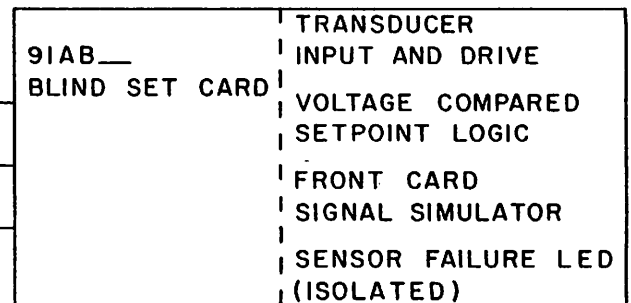 91AB__
BLIND SET CARD
TRANSDUCER
INPUT AND DRIVE
VOLTAGE COMPARED
SETPOINT LOGIC
FRONT CARD
SIGNAL SIMULATOR
SENSOR FAILURE LED
(ISOLATED)